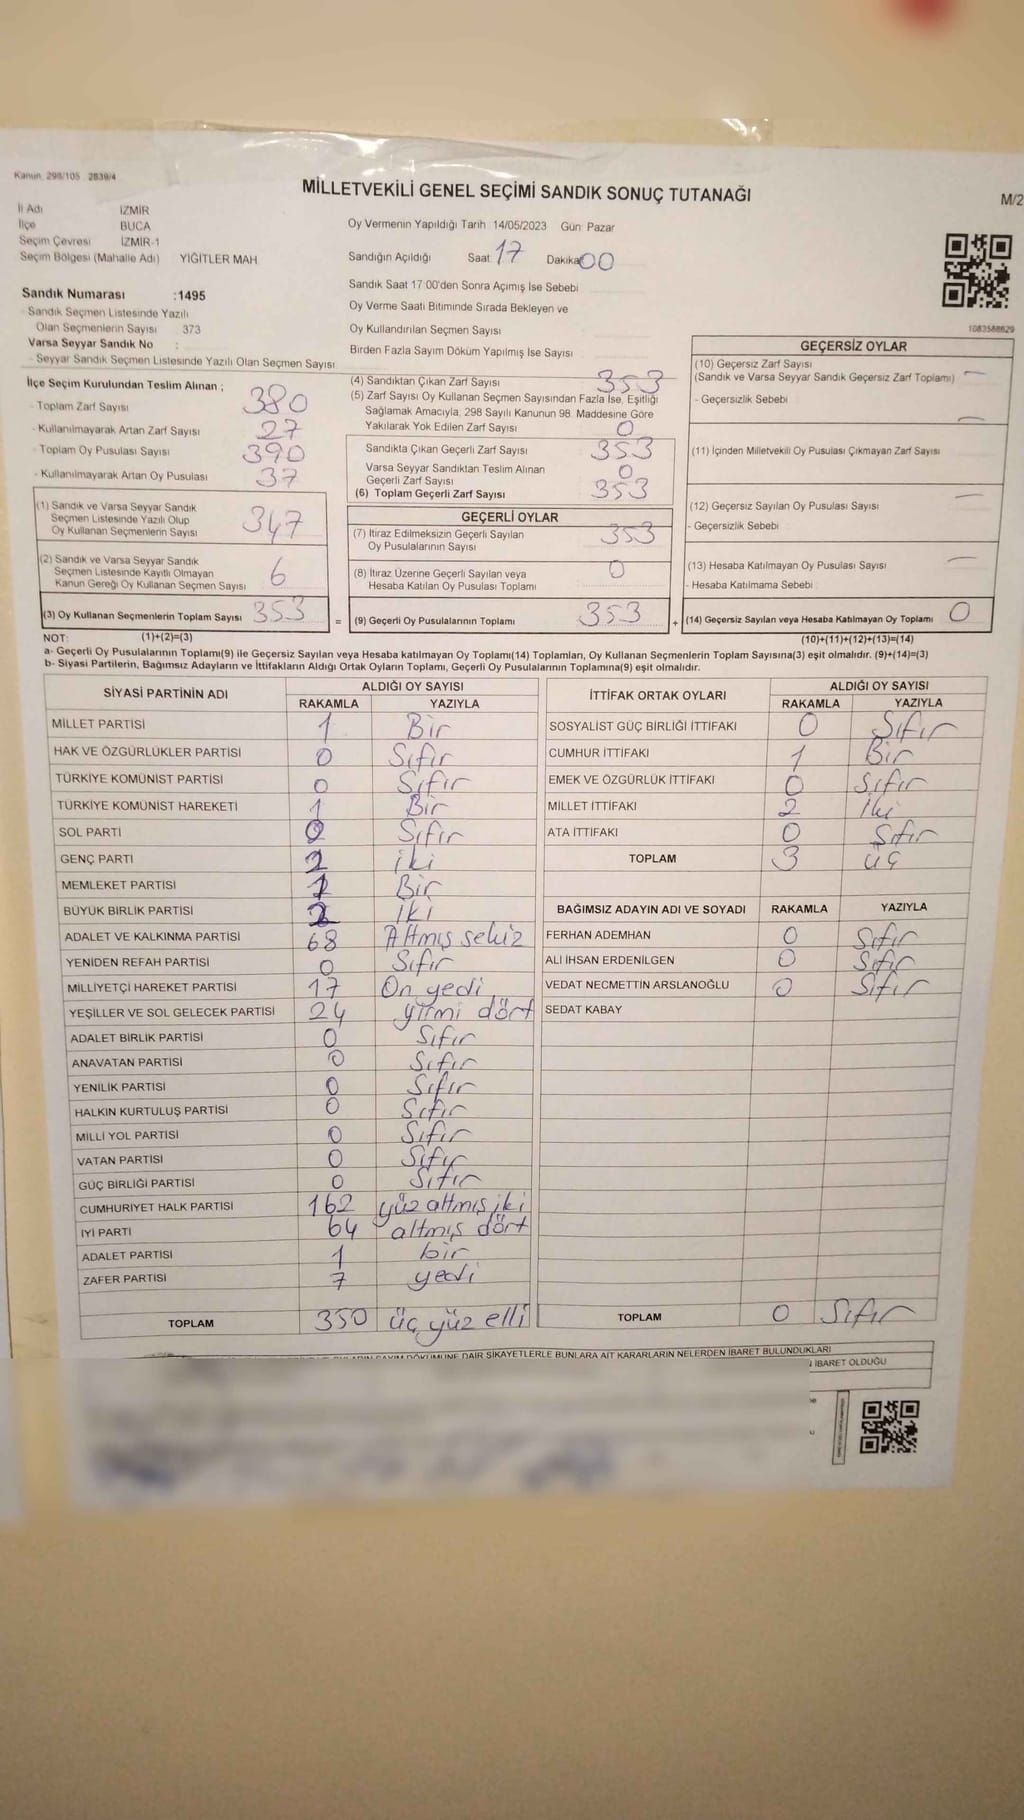 Kanun 298/105 2839/4
MİLLETVEKİLİ GENEL SEÇİMİ SANDIK SONUÇ TUTANAĞI
M/2
İl Adı İZMİR
İlçe BUCA
Seçim Çevresi İZMİR-1
Seçim Bölgesi (Mahalle Adı) YİĞİTLER MAH
Sandık Numarası :1495
- Sandık Seçmen Listesinde Yazılı
Olan Seçmenlerin Sayısı 373
Varsa Seyyar Sandık No :
- Seyyar Sandık Seçmen Listesinde Yazılı Olan Seçmen Sayısı
Oy Vermenin Yapıldığı Tarih 14/05/2023 Gün: Pazar
Sandığın Açıldığı Saat: 17 Dakika 00
Sandık Saat 17 00'den Sonra Açımış İse Sebebi
Oy Verme Saati Bitiminde Sırada Bekleyen ve
Oy Kullandırılan Seçmen Sayısı
Birden Fazla Sayım Döküm Yapılmış İse Sayısı
1083588629
İlçe Seçim Kurulundan Teslim Alınan ;
- Toplam Zarf Sayısı 380
- Kullanılmayarak Artan Zarf Sayısı 27
- Toplam Oy Pusulası Sayısı 390
- Kullanılmayarak Artan Oy Pusulası 37
(1) Sandık ve Varsa Seyyar Sandık
Seçmen Listesinde Yazılı Olup
Oy Kullanan Seçmenlerin Sayısı 347
(2) Sandık ve Varsa Seyyar Sandık
Seçmen Listesinde Kayıtlı Olmayan
Kanun Gereği Oy Kullanan Seçmen Sayısı 6
(3) Oy Kullanan Seçmenlerin Toplam Sayısı 353
(4) Sandıktan Çıkan Zarf Sayısı 353
(5) Zarf Sayısı Oy Kullanan Seçmen Sayısından Fazla İse, Eşitliği
Sağlamak Amacıyla, 298 Sayılı Kanunun 98. Maddesine Göre
Yakılarak Yok Edilen Zarf Sayısı 0
Sandıkta Çıkan Geçerli Zarf Sayısı 353
Varsa Seyyar Sandıktan Teslim Alınan
Geçerli Zarf Sayısı 0
(6) Toplam Geçerli Zarf Sayısı 353
GEÇERLİ OYLAR
(7) İtiraz Edilmeksizin Geçerli Sayılan
Oy Pusulalarının Sayısı 353
(8) İtiraz Üzerine Geçerli Sayılan veya
Hesaba Katılan Oy Pusulası Toplamı 0
= (9) Geçerli Oy Pusulalarının Toplamı 353
GEÇERSİZ OYLAR
(10) Geçersiz Zarf Sayısı
(Sandık ve Varsa Seyyar Sandık Geçersiz Zarf Toplamı) —
- Geçersizlik Sebebi
(11) İçinden Milletvekili Oy Pusulası Çıkmayan Zarf Sayısı —
(12) Geçersiz Sayılan Oy Pusulası Sayısı —
- Geçersizlik Sebebi
(13) Hesaba Katılmayan Oy Pusulası Sayısı —
- Hesaba Katılmama Sebebi
+ (14) Geçersiz Sayılan veya Hesaba Katılmayan Oy Toplamı 0
NOT: (1)+(2)=(3) (10)+(11)+(12)+(13)=(14)
a- Geçerli Oy Pusulalarının Toplamı(9) ile Geçersiz Sayılan veya Hesaba katılmayan Oy Toplamı(14) Toplamları, Oy Kullanan Seçmenlerin Toplam Sayısına(3) eşit olmalıdır. (9)+(14)=(3)
b- Siyasi Partilerin, Bağımsız Adayların ve İttifakların Aldığı Ortak Oyların Toplamı, Geçerli Oy Pusulalarının Toplamına(9) eşit olmalıdır.
SİYASİ PARTİNİN ADI ALDIĞI OY SAYISI
RAKAMLA YAZIYLA
MİLLET PARTİSİ 1 Bir
HAK VE ÖZGÜRLÜKLER PARTİSİ 0 Sıfır
TÜRKİYE KOMÜNİST PARTİSİ 0 Sıfır
TÜRKİYE KOMÜNİST HAREKETİ 1 Bir
SOL PARTİ 0 Sıfır
GENÇ PARTİ 2 iki
MEMLEKET PARTİSİ 1 Bir
BÜYÜK BİRLİK PARTİSİ 2 iki
ADALET VE KALKINMA PARTİSİ 68 Altmış sekiz
YENİDEN REFAH PARTİSİ 0 Sıfır
MİLLİYETÇİ HAREKET PARTİSİ 17 On yedi
YEŞİLLER VE SOL GELECEK PARTİSİ 24 yirmi dört
ADALET BİRLİK PARTİSİ 0 Sıfır
ANAVATAN PARTİSİ 0 Sıfır
YENİLİK PARTİSİ 0 Sıfır
HALKIN KURTULUŞ PARTİSİ 0 Sıfır
MİLLİ YOL PARTİSİ 0 Sıfır
VATAN PARTİSİ 0 Sıfır
GÜÇ BİRLİĞİ PARTİSİ 0 Sıfır
CUMHURİYET HALK PARTİSİ 162 yüz altmış iki
İYİ PARTİ 64 altmış dört
ADALET PARTİSİ 1 bir
ZAFER PARTİSİ 7 yedi
TOPLAM 350 üç yüz elli
İTTİFAK ORTAK OYLARI ALDIĞI OY SAYISI
RAKAMLA YAZIYLA
SOSYALİST GÜÇ BİRLİĞİ İTTİFAKI 0 Sıfır
CUMHUR İTTİFAKI 1 Bir
EMEK VE ÖZGÜRLÜK İTTİFAKI 0 Sıfır
MİLLET İTTİFAKI 2 iki
ATA İTTİFAKI 0 Sıfır
TOPLAM 3 üç
BAĞIMSIZ ADAYIN ADI VE SOYADI RAKAMLA YAZIYLA
FERHAN ADEMHAN 0 Sıfır
ALİ İHSAN ERDENİLGEN 0 Sıfır
VEDAT NECMETTİN ARSLANOĞLU 0 Sıfır
SEDAT KABAY
TOPLAM 0 Sıfır
DAİR ŞİKAYETLERLE BUNLARA AİT KARARLARIN NELERDEN İBARET BULUNDUKLARI
İBARET OLDUĞU